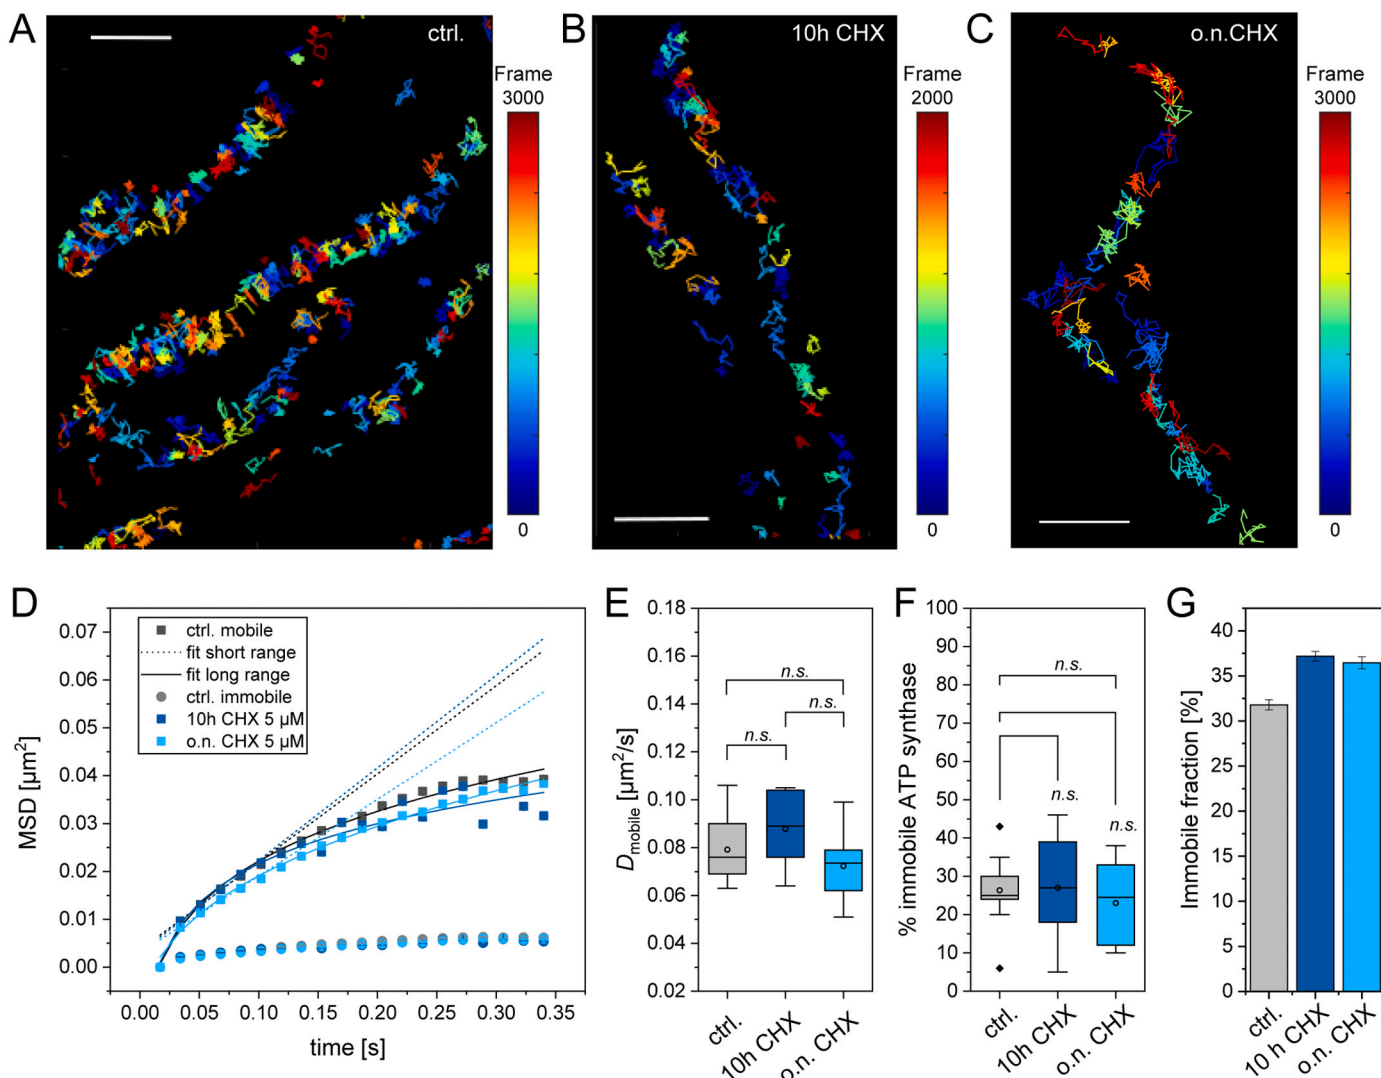 A
ctrl.
Frame
3000
0
B
10h CHX
Frame
2000
0
C
o.n.CHX
Frame
3000
0
D
ctrl. mobile
fit short range
fit long range
ctrl. immobile
10h CHX 5 µM
o.n. CHX 5 µM
MSD [µm²]
0.07
0.06
0.05
0.04
0.03
0.02
0.01
0.00
0.00 0.05 0.10 0.15 0.20 0.25 0.30 0.35
time [s]
E
D mobile [µm²/s]
0.18
0.16
0.14
0.12
0.10
0.08
0.06
0.04
0.02
n.s.
n.s.
n.s.
ctrl.
10h CHX
o.n. CHX
F
% immobile ATP synthase
100
90
80
70
60
50
40
30
20
10
0
n.s.
n.s.
n.s.
ctrl.
10h CHX
o.n. CHX
G
Immobile fraction [%]
40
35
30
25
20
15
10
5
0
ctrl.
10 h CHX
o.n. CHX